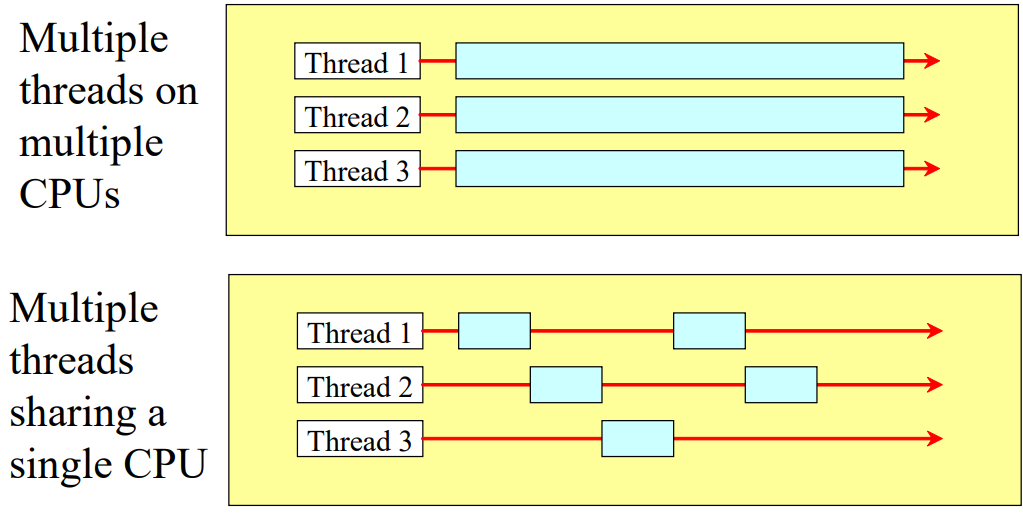 Multiple
threads on
multiple
CPUs
Thread 1
Thread 2
Thread 3
Multiple
threads
sharing a
single CPU
Thread 1
Thread 2
Thread 3